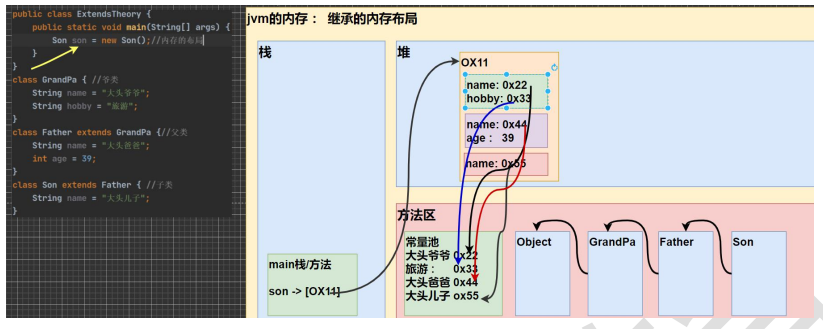 public class ExtendsTheory {
public static void main(String[] args) {
Son son = new Son();//内存的布局
}
}
class GrandPa { //爷类
String name = "大头爷爷";
String hobby = "旅游";
}
class Father extends GrandPa {//父类
String name = "大头爸爸";
int age = 39;
}
class Son extends Father { //子类
String name = "大头儿子";
}
jvm的内存： 继承的内存布局
栈
main栈/方法
son -> [OX11]
堆
OX11
name: 0x22
hobby: 0x33
name: 0x44
age： 39
name: 0x55
方法区
常量池
大头爷爷 0x22
旅游： 0x33
大头爸爸 0x44
大头儿子 ox55
Object
GrandPa
Father
Son